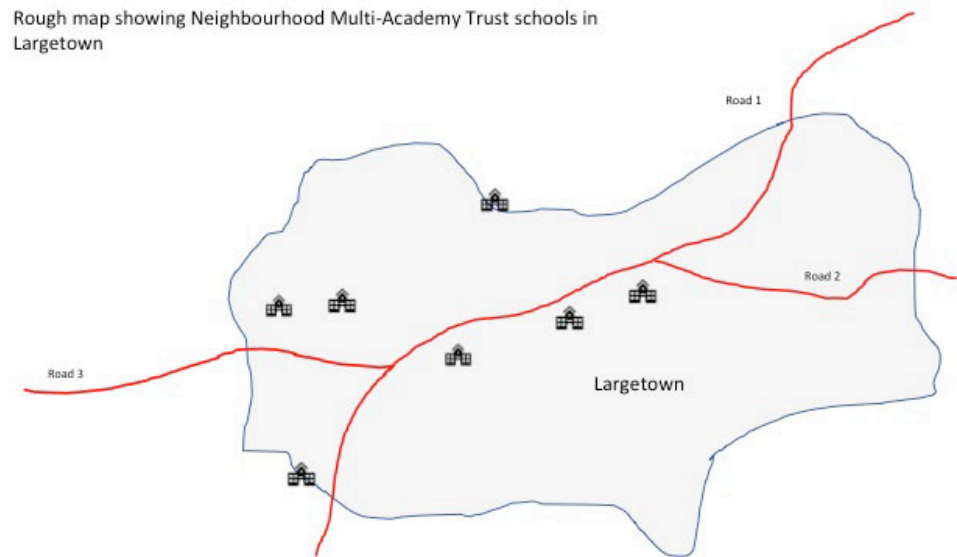 Rough map showing Neighbourhood Multi-Academy Trust schools in
Largetown
Road 1
Road 2
Road 3
Largetown